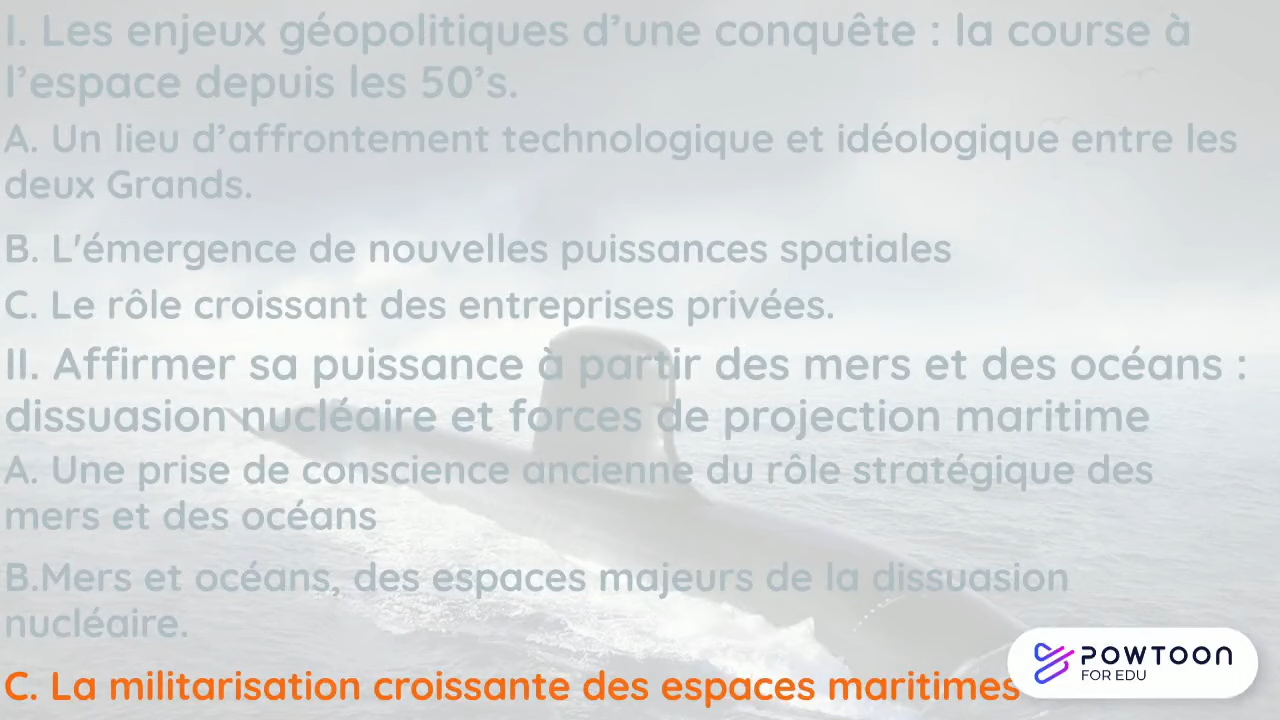 I. Les enjeux géopolitiques d’une conquête : la course à
l’espace depuis les 50’s.
A. Un lieu d’affrontement technologique et idéologique entre les
deux Grands.
B. L'émergence de nouvelles puissances spatiales
C. Le rôle croissant des entreprises privées.
II. Affirmer sa puissance à partir des mers et des océans :
dissuasion nucléaire et forces de projection maritime
A. Une prise de conscience ancienne du rôle stratégique des
mers et des océans
B.Mers et océans, des espaces majeurs de la dissuasion
nucléaire.
C. La militarisation croissante des espaces maritimes
POWTOON
FOR EDU